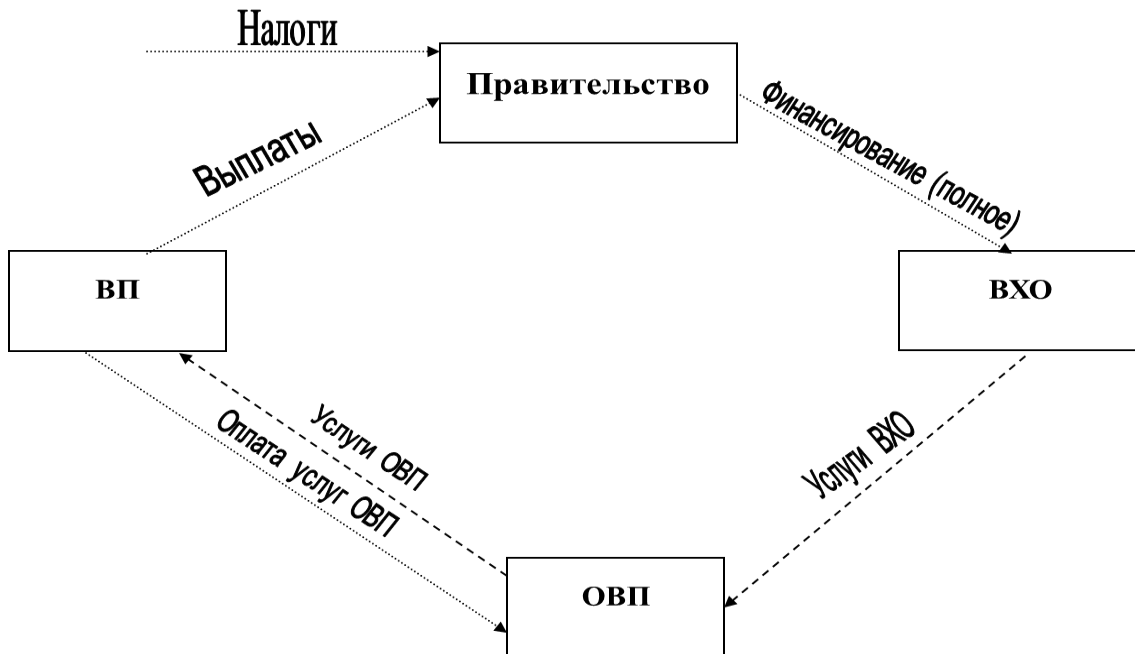 Налоги
Правительство
Выплаты
Финансирование (полное)
ВП
ВХО
Услуги ОВП
Оплата услуг ОВП
Услуги ВХО
ОВП